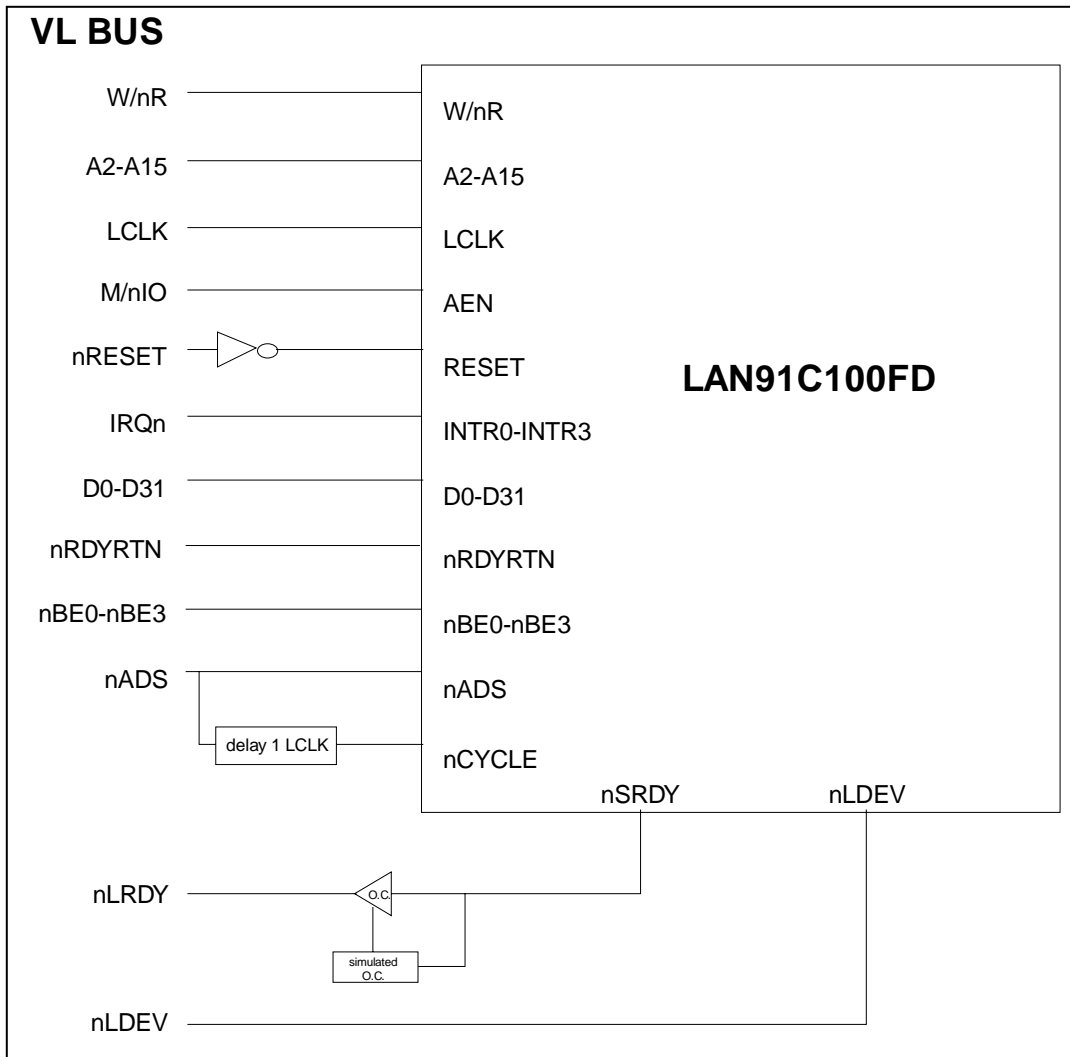 VL BUS
W/nR
W/nR
A2-A15
A2-A15
LCLK
LCLK
M/nIO
AEN
nRESET
RESET
LAN91C100FD
IRQn
INTR0-INTR3
D0-D31
D0-D31
nRDYRTN
nRDYRTN
nBE0-nBE3
nBE0-nBE3
nADS
nADS
delay 1 LCLK
nCYCLE
nSRDY
nLDEV
nLRDY
O.C.
simulated
O.C.
nLDEV